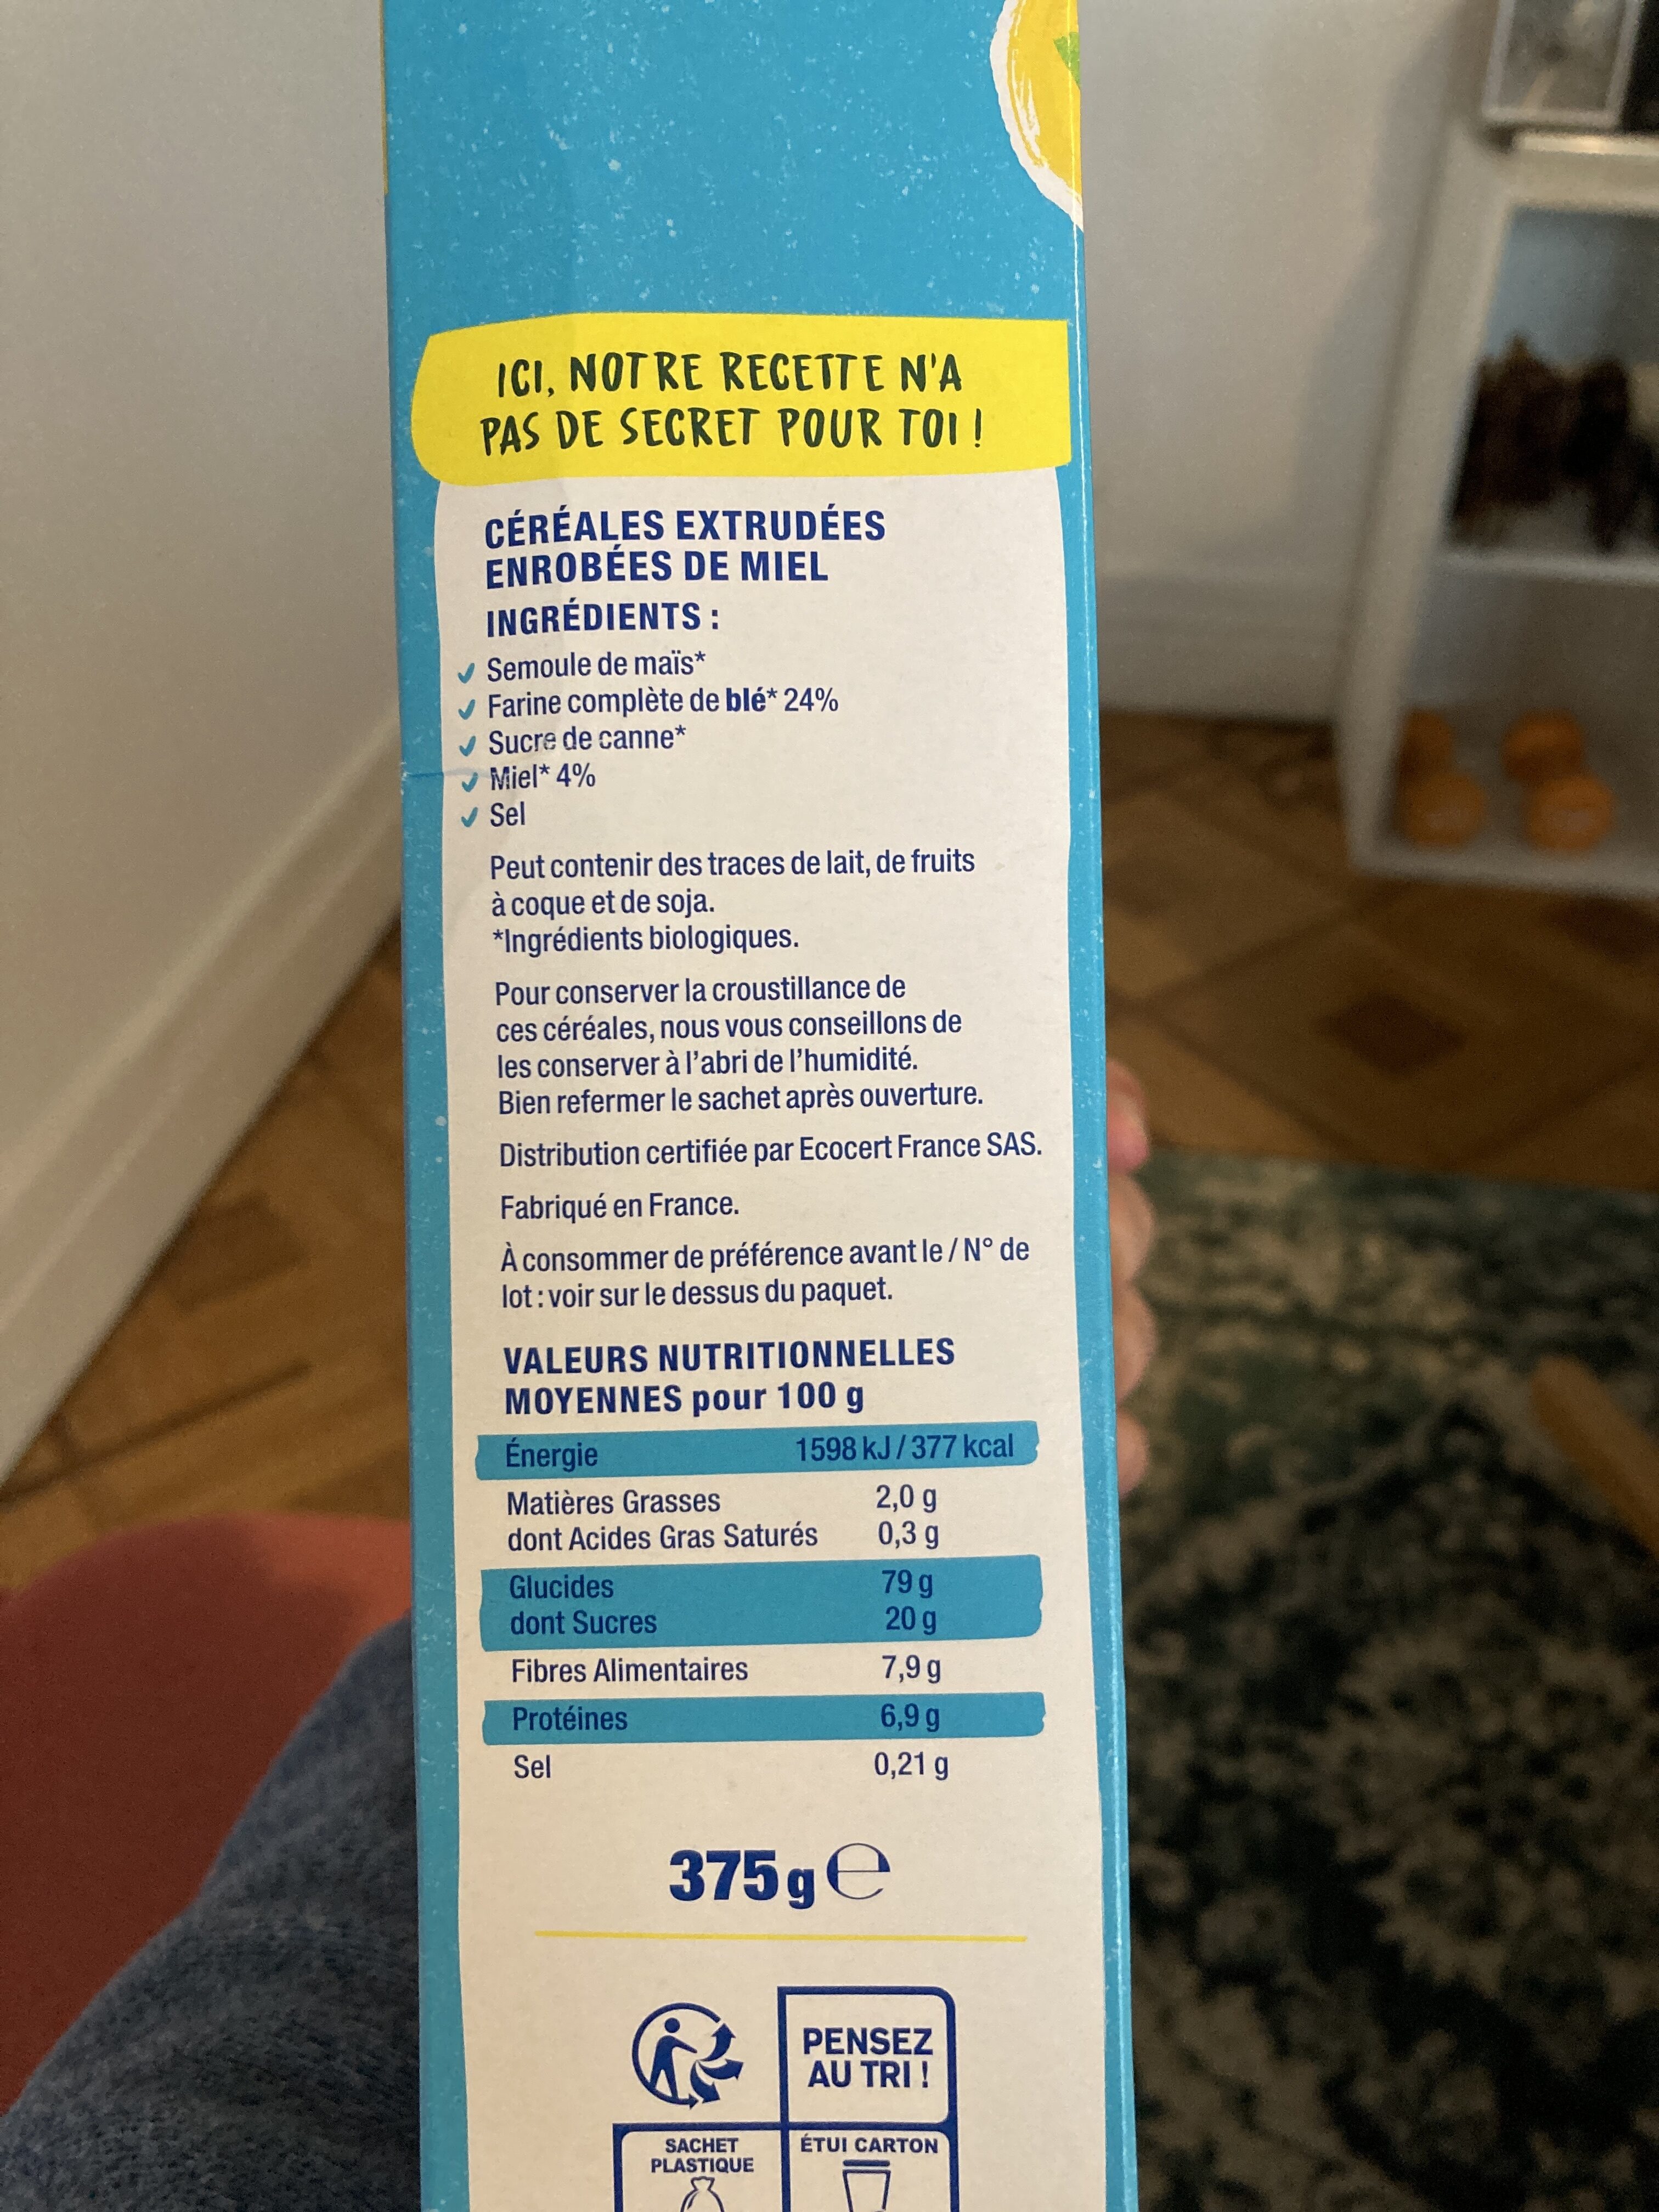 ICI, NOTRE RECETTE N'A
PAS DE SECRET POUR TOI !
CÉRÉALES EXTRUDÉES
ENROBÉES DE MIEL
INGRÉDIENTS :
✓ Semoule de maïs*
✓ Farine complète de blé* 24%
✓ Sucre de canne*
✓ Miel* 4%
✓ Sel
Peut contenir des traces de lait, de fruits
à coque et de soja.
*Ingrédients biologiques.
Pour conserver la croustillance de
ces céréales, nous vous conseillons de
les conserver à l'abri de l'humidité.
Bien refermer le sachet après ouverture.
Distribution certifiée par Ecocert France SAS.
Fabriqué en France.
À consommer de préférence avant le / N° de
lot : voir sur le dessus du paquet.
VALEURS NUTRITIONNELLES
MOYENNES pour 100 g
Énergie 1598 kJ / 377 kcal
Matières Grasses 2,0 g
dont Acides Gras Saturés 0,3 g
Glucides 79 g
dont Sucres 20 g
Fibres Alimentaires 7,9 g
Protéines 6,9 g
Sel 0,21 g
375 g e
PENSEZ
AU TRI !
SACHET
PLASTIQUE
ÉTUI CARTON